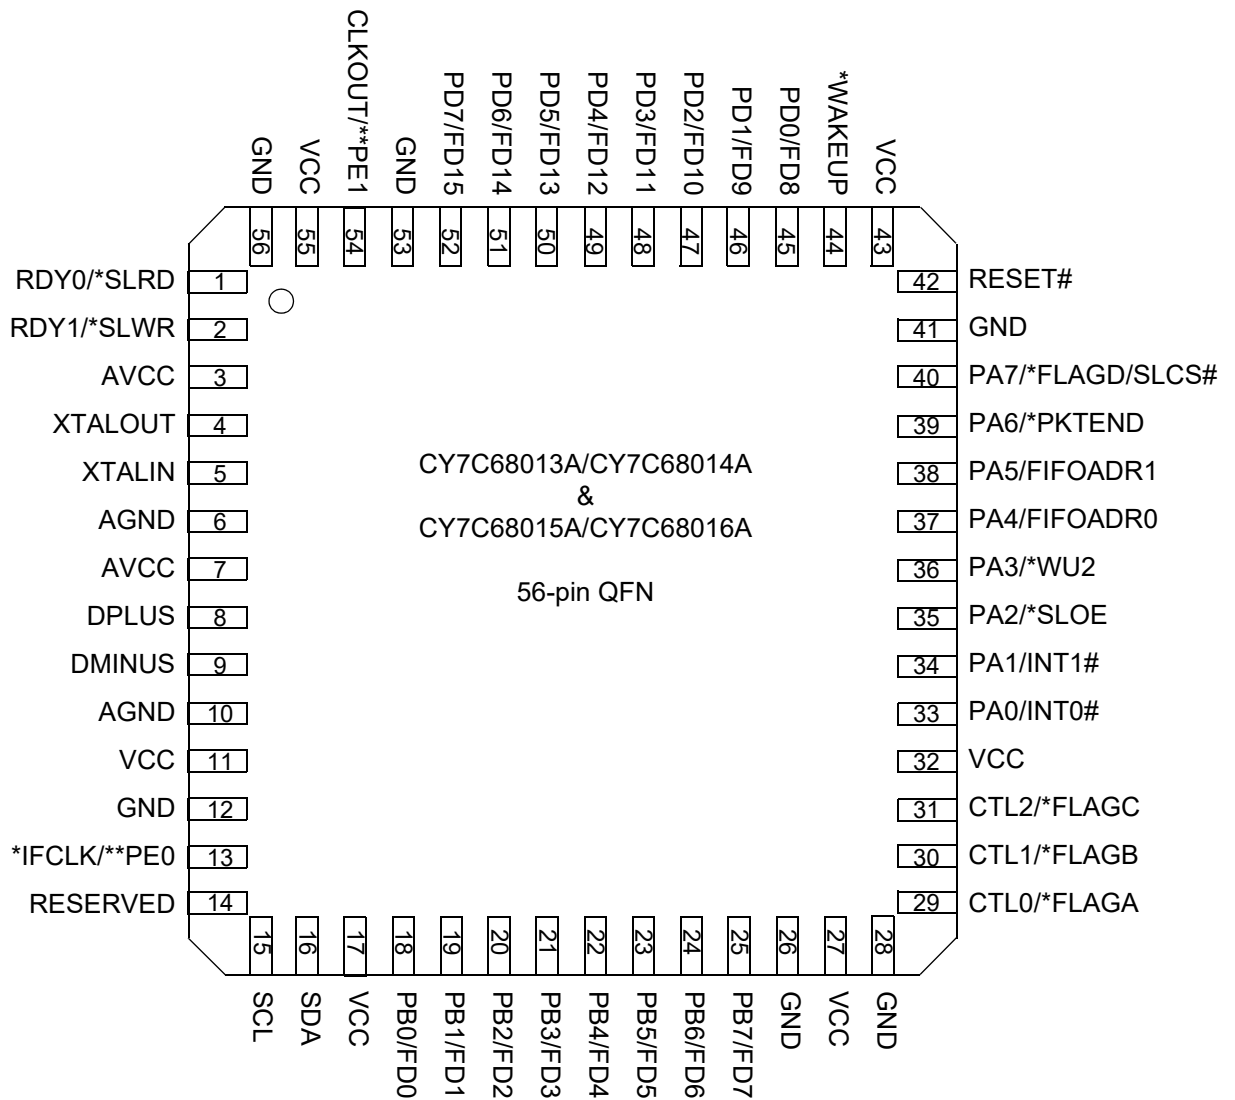 CLKOUT/**PE1
GND
VCC
GND
PD7/FD15
PD6/FD14
PD5/FD13
PD4/FD12
PD3/FD11
PD2/FD10
PD1/FD9
PD0/FD8
*WAKEUP
VCC
56
55
54
53
52
51
50
49
48
47
46
45
44
43
RDY0/*SLRD 1
RDY1/*SLWR 2
AVCC 3
XTALOUT 4
XTALIN 5
AGND 6
AVCC 7
DPLUS 8
DMINUS 9
AGND 10
VCC 11
GND 12
*IFCLK/**PE0 13
RESERVED 14
CY7C68013A/CY7C68014A
&
CY7C68015A/CY7C68016A
56-pin QFN
42 RESET#
41 GND
40 PA7/*FLAGD/SLCS#
39 PA6/*PKTEND
38 PA5/FIFOADR1
37 PA4/FIFOADR0
36 PA3/*WU2
35 PA2/*SLOE
34 PA1/INT1#
33 PA0/INT0#
32 VCC
31 CTL2/*FLAGC
30 CTL1/*FLAGB
29 CTL0/*FLAGA
15
16
17
18
19
20
21
22
23
24
25
26
27
28
SCL
SDA
VCC
PB0/FD0
PB1/FD1
PB2/FD2
PB3/FD3
PB4/FD4
PB5/FD5
PB6/FD6
PB7/FD7
GND
VCC
GND